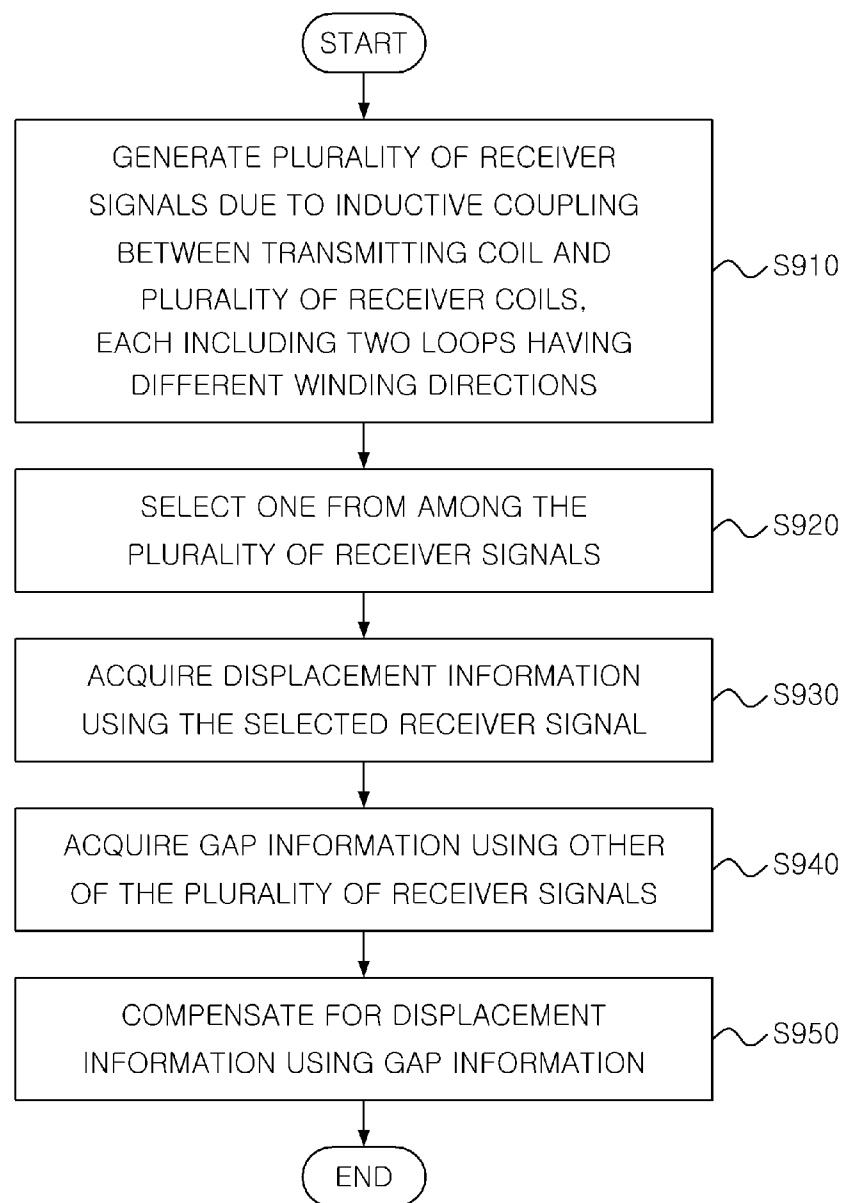 START
GENERATE PLURALITY OF RECEIVER
SIGNALS DUE TO INDUCTIVE COUPLING
BETWEEN TRANSMITTING COIL AND
PLURALITY OF RECEIVER COILS,
EACH INCLUDING TWO LOOPS HAVING
DIFFERENT WINDING DIRECTIONS
S910
SELECT ONE FROM AMONG THE
PLURALITY OF RECEIVER SIGNALS
S920
ACQUIRE DISPLACEMENT INFORMATION
USING THE SELECTED RECEIVER SIGNAL
S930
ACQUIRE GAP INFORMATION USING OTHER
OF THE PLURALITY OF RECEIVER SIGNALS
S940
COMPENSATE FOR DISPLACEMENT
INFORMATION USING GAP INFORMATION
S950
END